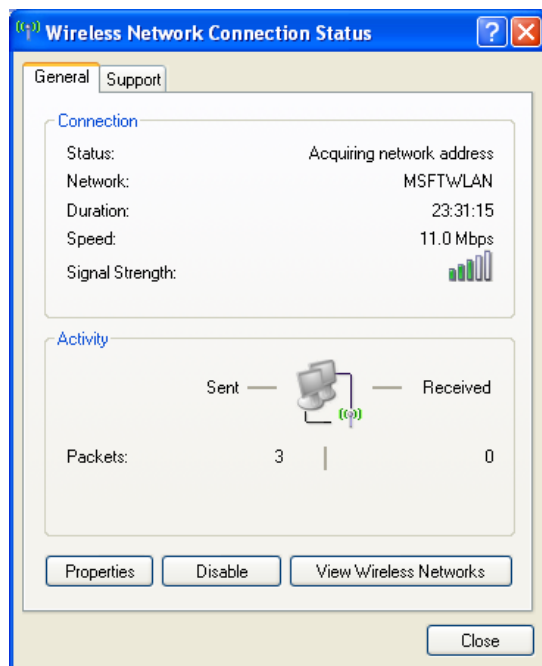 Wireless Network Connection Status
General Support
Connection
Status: Acquiring network address
Network: MSFTWLAN
Duration: 23:31:15
Speed: 11.0 Mbps
Signal Strength:
Activity
Sent Received
Packets: 3 0
Properties Disable View Wireless Networks
Close